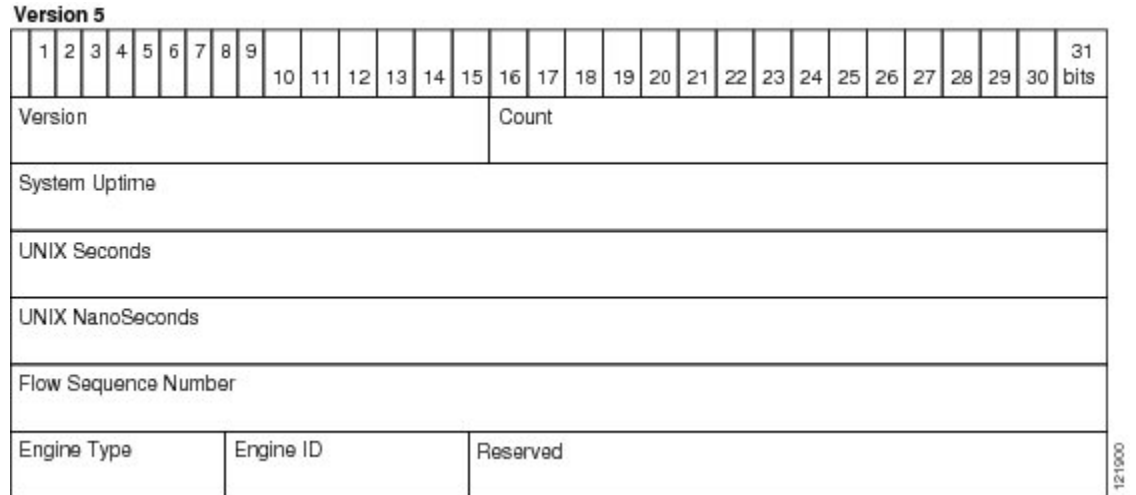 Version 5
1 2 3 4 5 6 7 8 9 10 11 12 13 14 15 16 17 18 19 20 21 22 23 24 25 26 27 28 29 30 31 bits
Version Count
System Uptime
UNIX Seconds
UNIX NanoSeconds
Flow Sequence Number
Engine Type Engine ID Reserved
121900